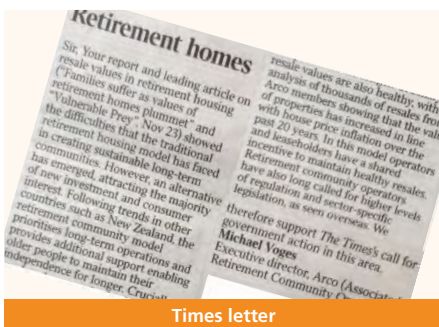 Retirement homes
Sir, Your report and leading article on
resale values in retirement housing
("Families suffer as values of
retirement homes plummet" and
"Vulnerable Prey", Nov 23) showed
the difficulties that the traditional
retirement housing model has faced
in creating sustainable long-term
communities. However, an alternative
has emerged, attracting the majority
of new investment and consumer
interest. Following trends in other
countries such as New Zealand, the
retirement community model
prioritises long-term operations and
provides additional support enabling
older people to maintain their
independence for longer.
resale values are also healthy, with
analysis of thousands of resales from
Arco members showing that the
of properties has increased in line
with house price inflation over the
past 20 years. In this model operators
and leaseholders have a shared
incentive to maintain healthy resales.
Retirement community operators
have also long called for higher levels
of regulation and sector-specific
legislation, as seen overseas. We
therefore support The Times's call for
government action in this area.
Michael Voges
Executive director, Arco
Retirement Community
Times letter